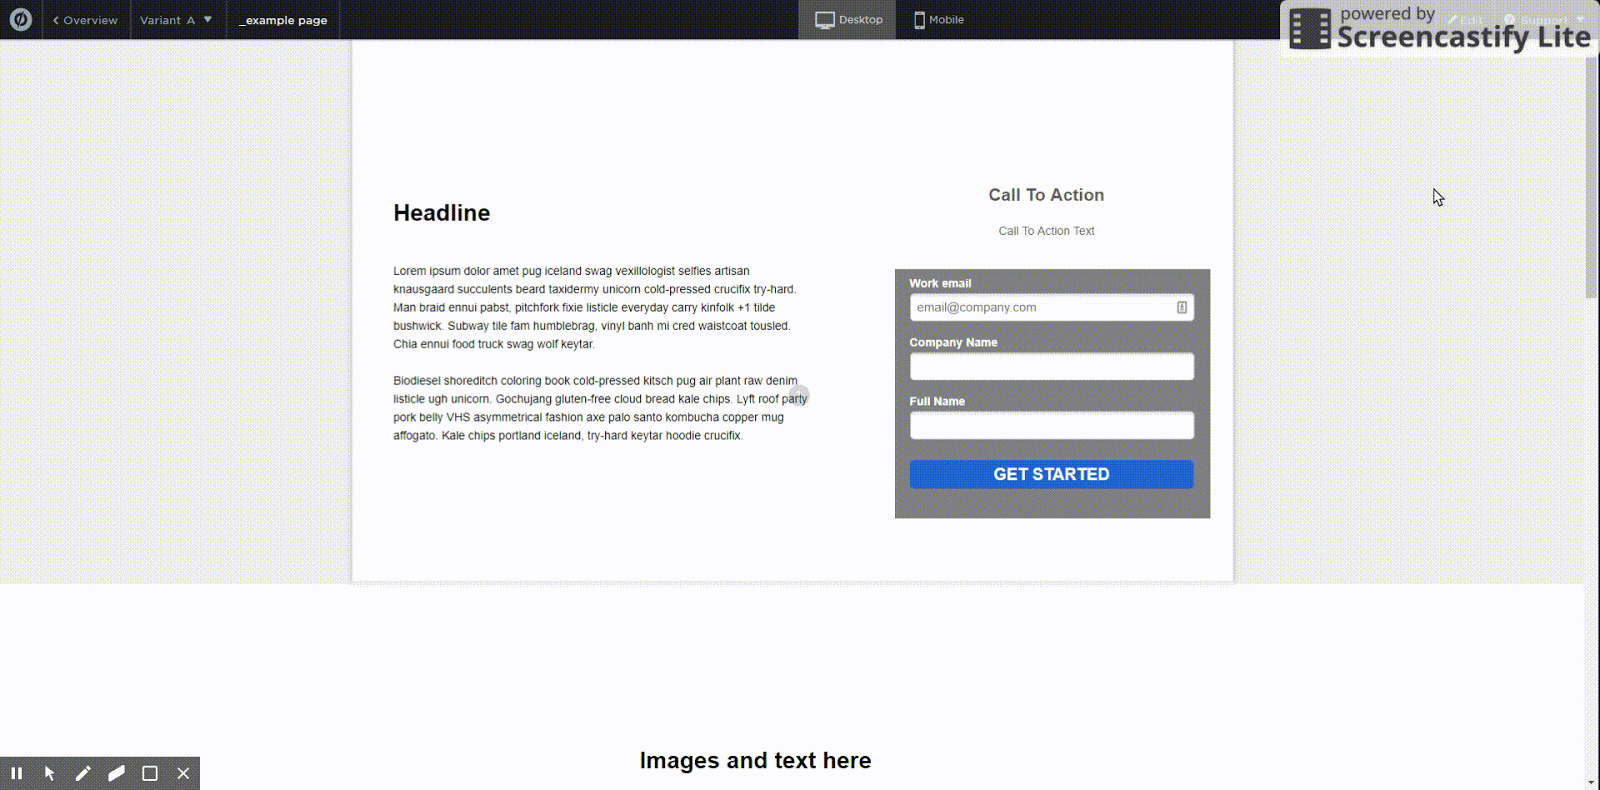 Overview
Variant A
_example page
Desktop
Mobile
Edit
Support
powered by
Screencastify Lite
Headline
Lorem ipsum dolor amet pug iceland swag vexillologist selfies artisan
knausgaard succulents beard taxidermy unicorn cold-pressed crucifix try-hard.
Man braid ennui pabst, pitchfork fixie listicle everyday carry kinfolk +1 tilde
bushwick. Subway tile fam humblebrag, vinyl banh mi cred waistcoat tousled.
Chia ennui food truck swag wolf keytar.
Biodiesel shoreditch coloring book cold-pressed kitsch pug air plant raw denim
listicle ugh unicorn. Gochujang gluten-free cloud bread kale chips. Lyft roof party
pork belly VHS asymmetrical fashion axe palo santo kombucha copper mug
affogato. Kale chips portland iceland, try-hard keytar hoodie crucifix.
Call To Action
Call To Action Text
Work email
email@company.com
Company Name
Full Name
GET STARTED
Images and text here